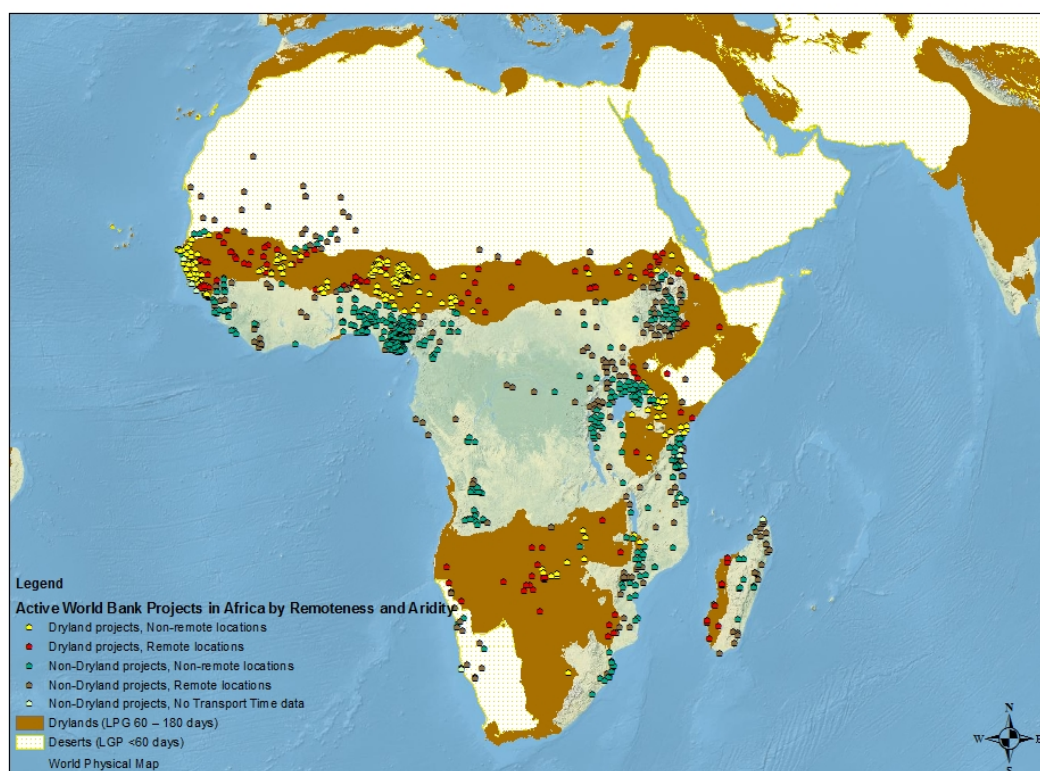 Legend
Active World Bank Projects in Africa by Remoteness and Aridity
Dryland projects, Non-remote locations
Dryland projects, Remote locations
Non-Dryland projects, Non-remote locations
Non-Dryland projects, Remote locations
Non-Dryland projects, No Transport Time data
Drylands (LPG 60 – 180 days)
Deserts (LGP <60 days)
World Physical Map
N
W E
S